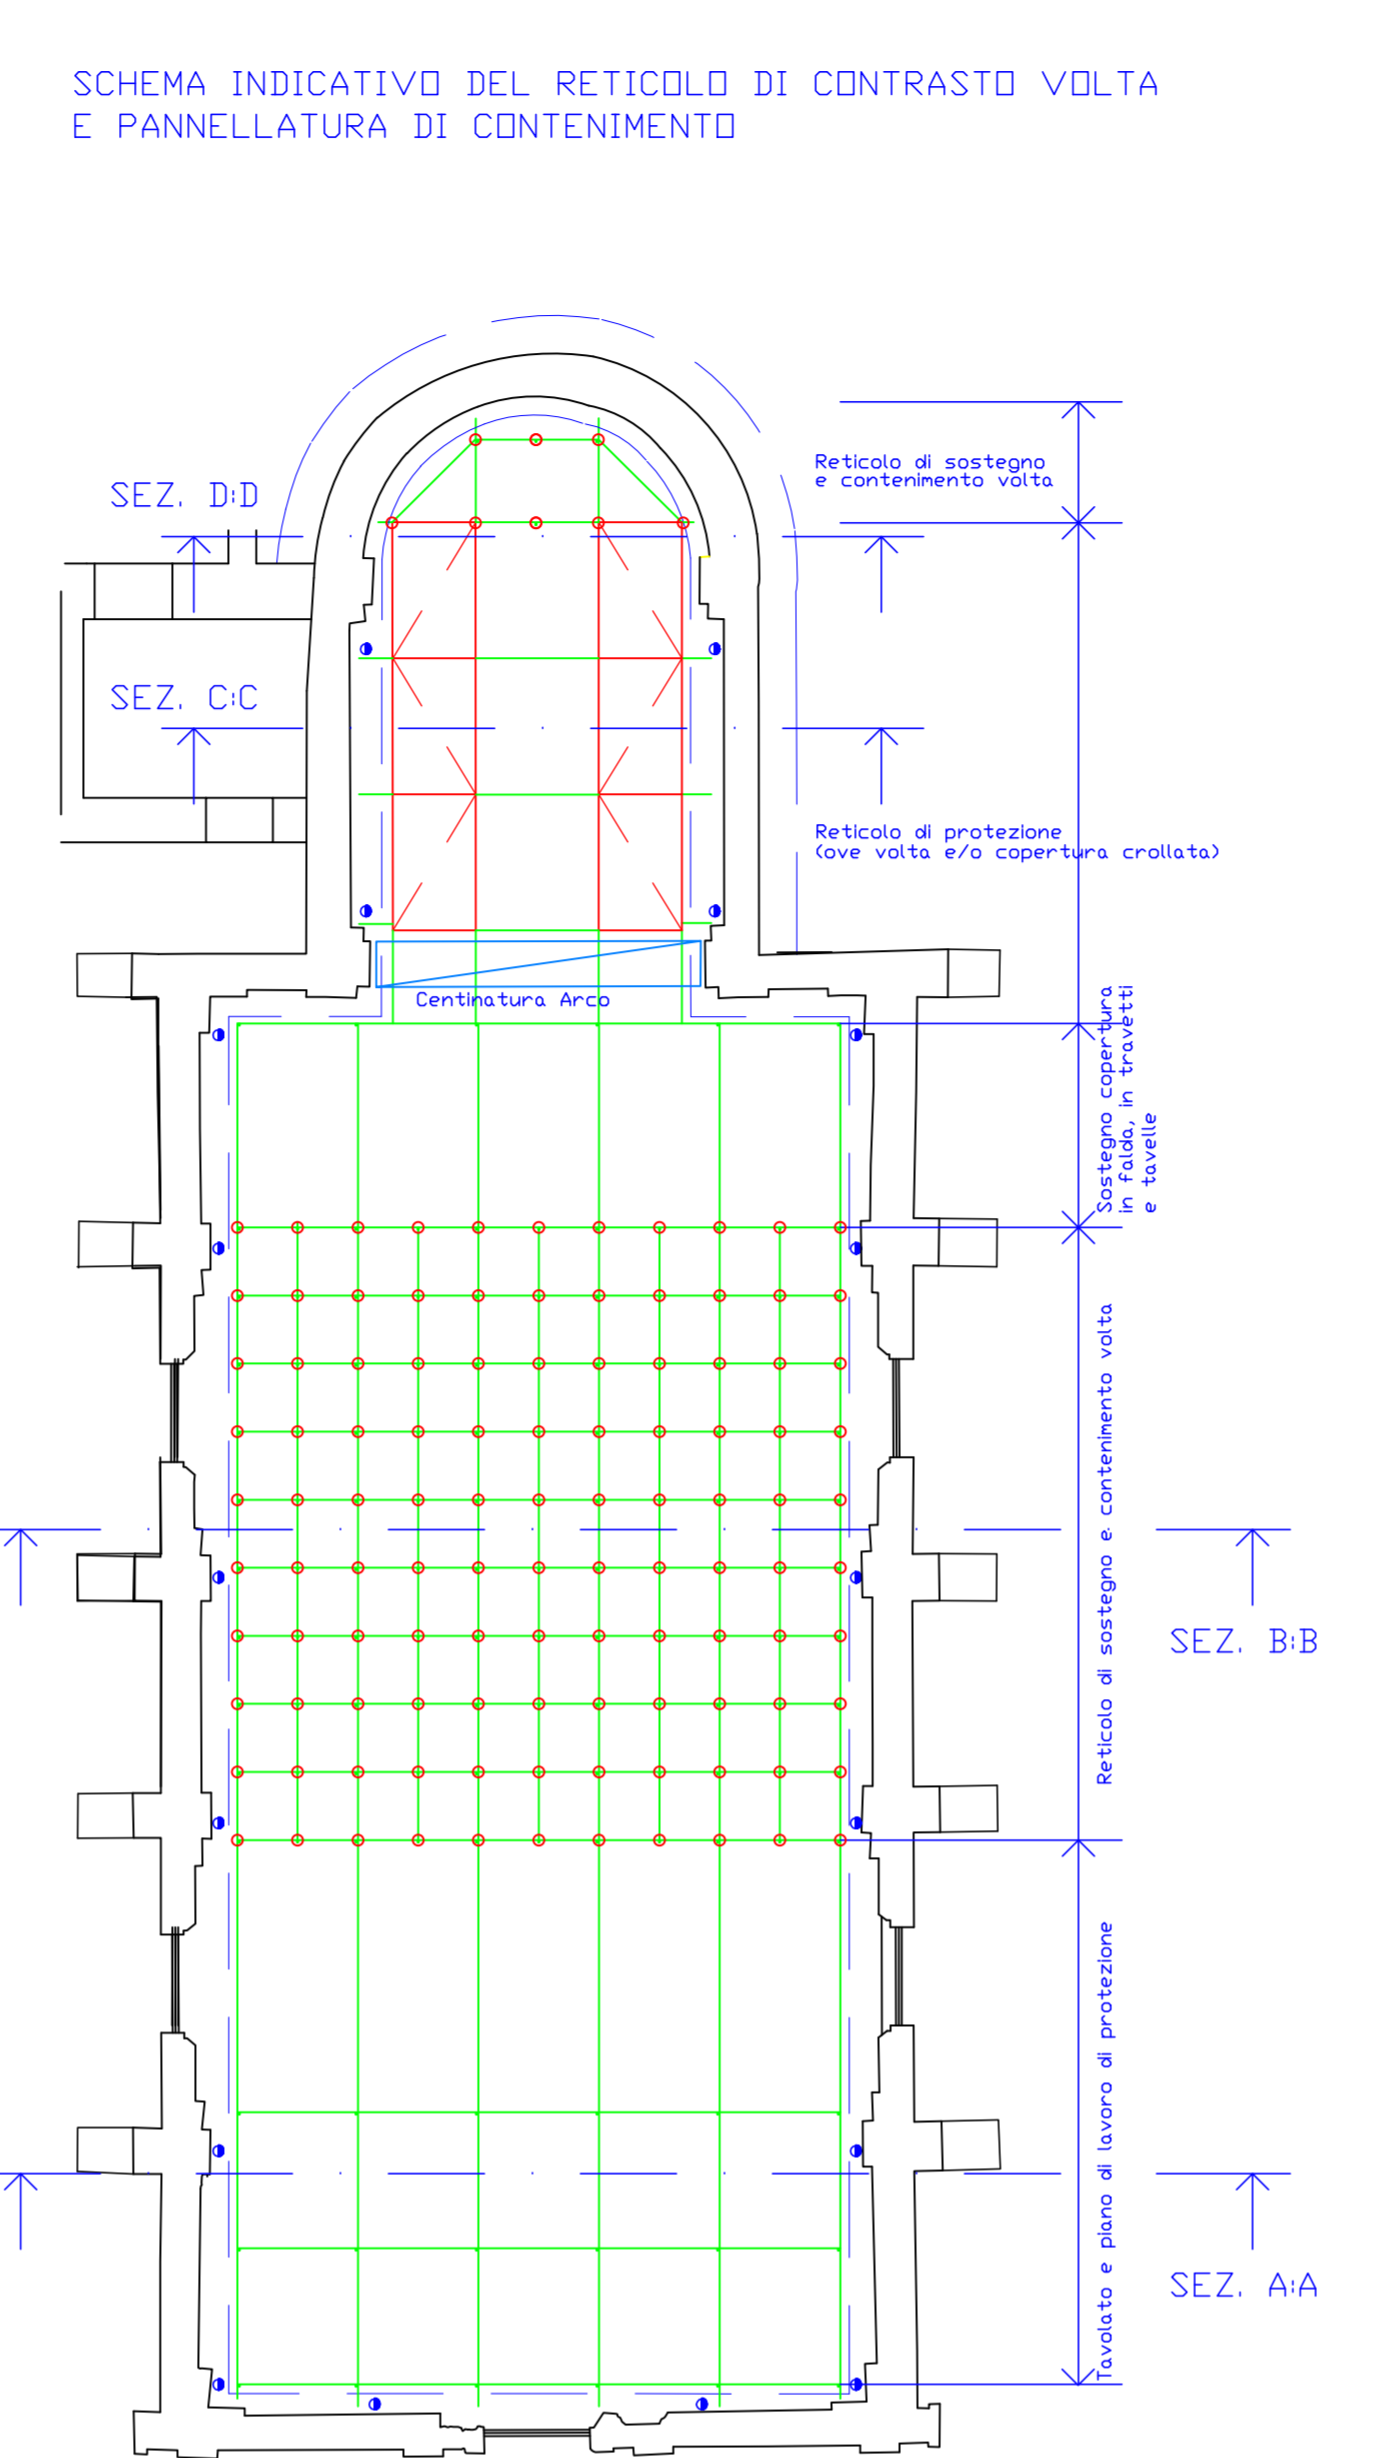 SCHEMA INDICATIVO DEL RETICOLO DI CONTRASTO VOLTA
E PANNELLATURA DI CONTENIMENTO
Reticolo di sostegno
e contenimento volta
SEZ. D:D
SEZ. C:C
Reticolo di protezione
(ove volta e/o copertura crollata)
Centinatura Arco
Sostegno copertura
in falda, in travetti
e tavelle
Reticolo di sostegno e contenimento volta
SEZ. B:B
Tavolato e piano di lavoro di protezione
SEZ. A:A